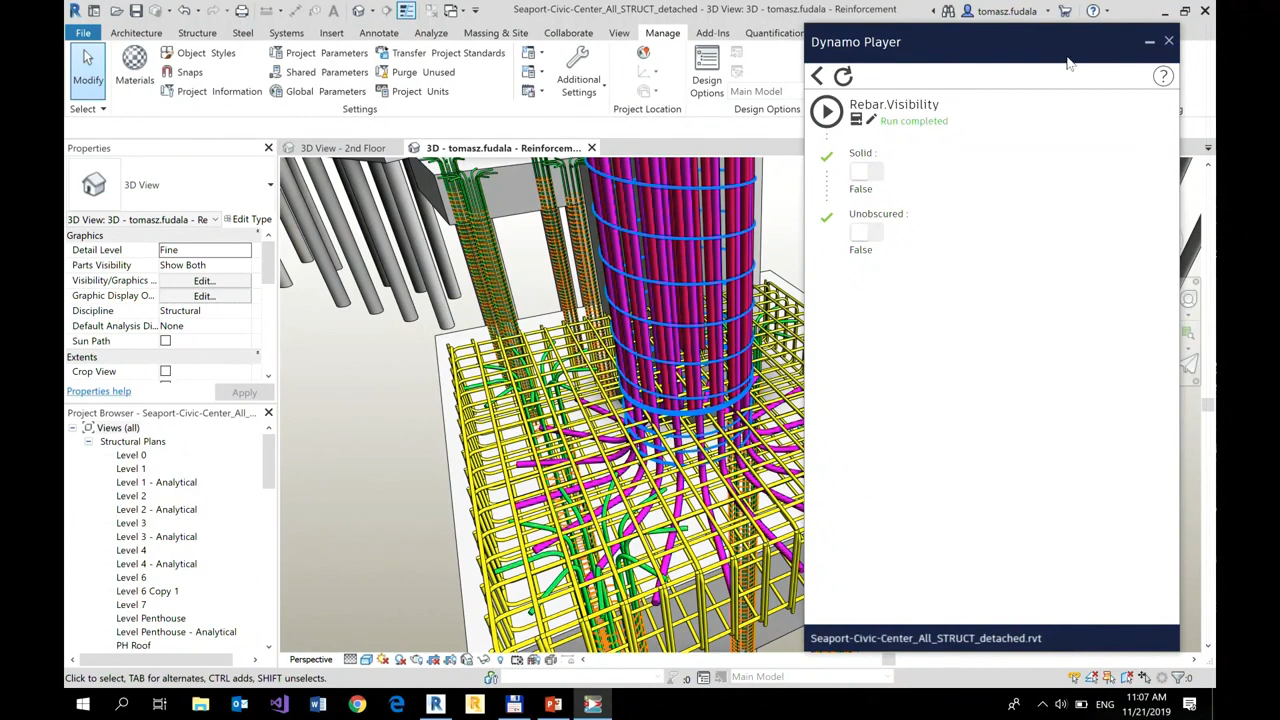 Seaport-Civic-Center_All_STRUCT_detached - 3D View: 3D - tomasz.fudala - Reinforcement
tomasz.fudala
File Architecture Structure Steel Systems Insert Annotate Analyze Massing & Site Collaborate View Manage Add-Ins Quantification
Modify
Materials
Object Styles
Snaps
Project Information
Project Parameters
Shared Parameters
Global Parameters
Transfer Project Standards
Purge Unused
Project Units
Additional
Settings
Design
Options
Main Model
Select
Settings
Project Location
Design Options
Properties
3D View
3D View - 2nd Floor
3D - tomasz.fudala - Reinforcem...
3D View: 3D - tomasz.fudala - Re
Edit Type
Graphics
Detail Level Fine
Parts Visibility Show Both
Visibility/Graphics ... Edit...
Graphic Display O... Edit...
Discipline Structural
Default Analysis Di... None
Sun Path
Extents
Crop View
Properties help
Apply
Project Browser - Seaport-Civic-Center_All_...
Views (all)
Structural Plans
Level 0
Level 1
Level 1 - Analytical
Level 2
Level 2 - Analytical
Level 3
Level 3 - Analytical
Level 4
Level 4 - Analytical
Level 6
Level 6 Copy 1
Level 7
Level Penthouse
Level Penthouse - Analytical
PH Roof
Perspective
Click to select, TAB for alternates, CTRL adds, SHIFT unselects.
:0
Main Model
:0
Dynamo Player
Rebar.Visibility
Run completed
Solid :
False
Unobscured :
False
Seaport-Civic-Center_All_STRUCT_detached.rvt
ENG
11:07 AM
11/21/2019